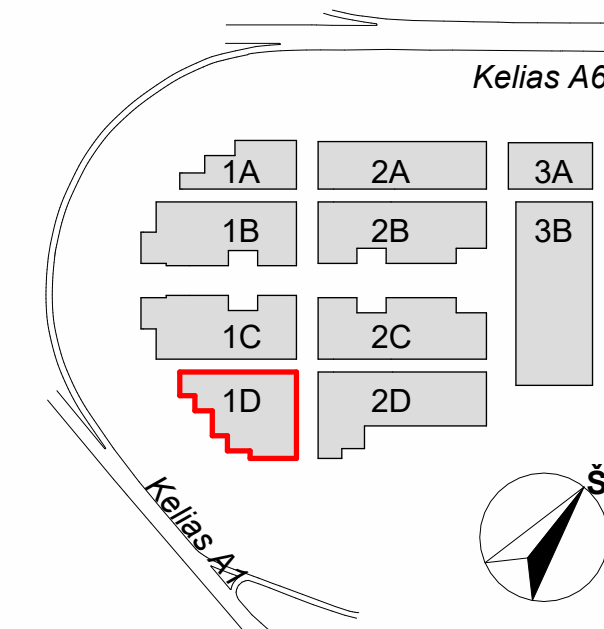 Kelias A6
1A 2A 3A
1B 2B 3B
1C 2C
1D 2D
Kelias A1
Š